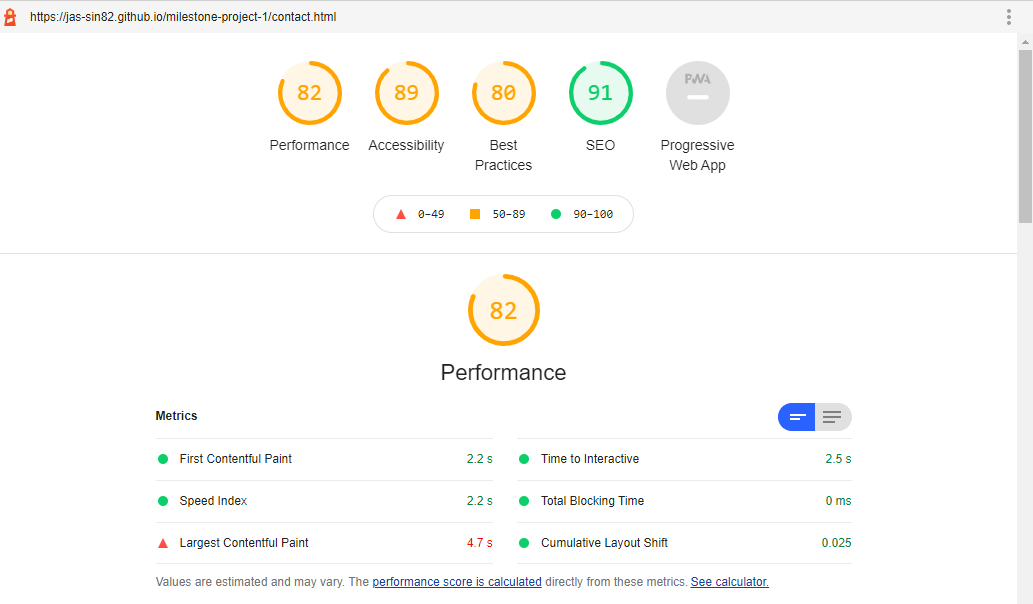 https://jas-sin82.github.io/milestone-project-1/contact.html
82 89 80 91 PWA
Performance Accessibility Best Practices SEO Progressive Web App
0–49 50–89 90–100
82
Performance
Metrics
First Contentful Paint 2.2 s Time to Interactive 2.5 s
Speed Index 2.2 s Total Blocking Time 0 ms
Largest Contentful Paint 4.7 s Cumulative Layout Shift 0.025
Values are estimated and may vary. The performance score is calculated directly from these metrics. See calculator.